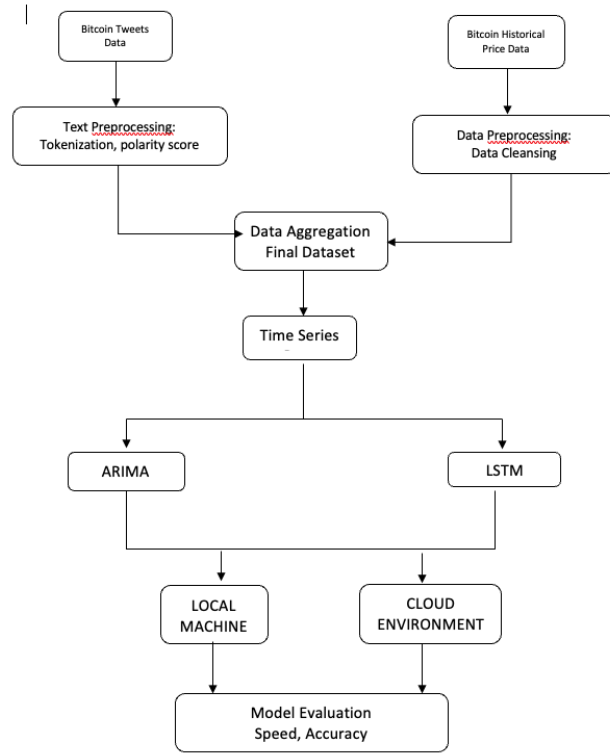 Bitcoin Tweets
Data
Bitcoin Historical
Price Data
Text Preprocessing:
Tokenization, polarity score
Data Preprocessing:
Data Cleansing
Data Aggregation
Final Dataset
Time Series
ARIMA
LSTM
LOCAL
MACHINE
CLOUD
ENVIRONMENT
Model Evaluation
Speed, Accuracy